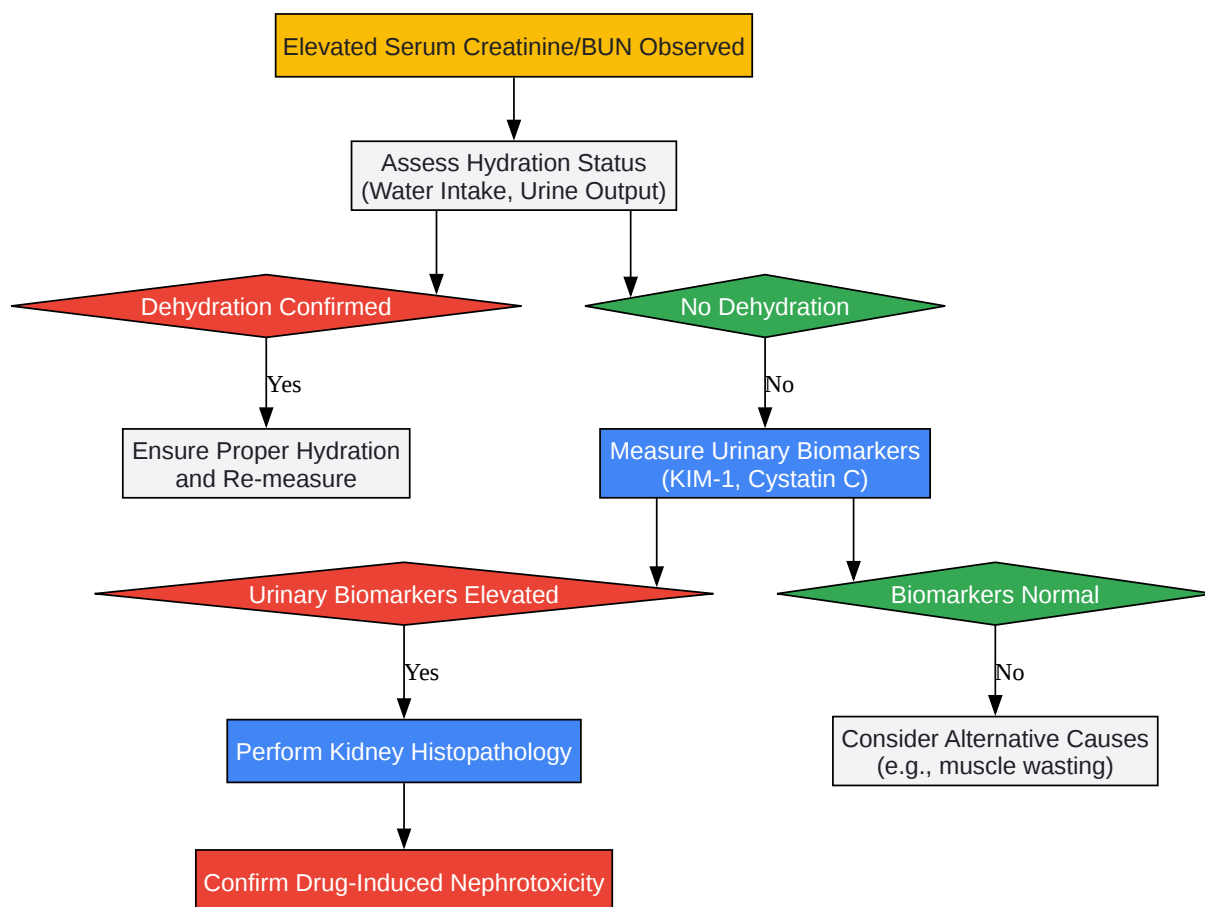 Elevated Serum Creatinine/BUN Observed
Assess Hydration Status
(Water Intake, Urine Output)
Dehydration Confirmed
No Dehydration
Yes
No
Ensure Proper Hydration
and Re-measure
Measure Urinary Biomarkers
(KIM-1, Cystatin C)
Urinary Biomarkers Elevated
Biomarkers Normal
Yes
No
Perform Kidney Histopathology
Consider Alternative Causes
(e.g., muscle wasting)
Confirm Drug-Induced Nephrotoxicity